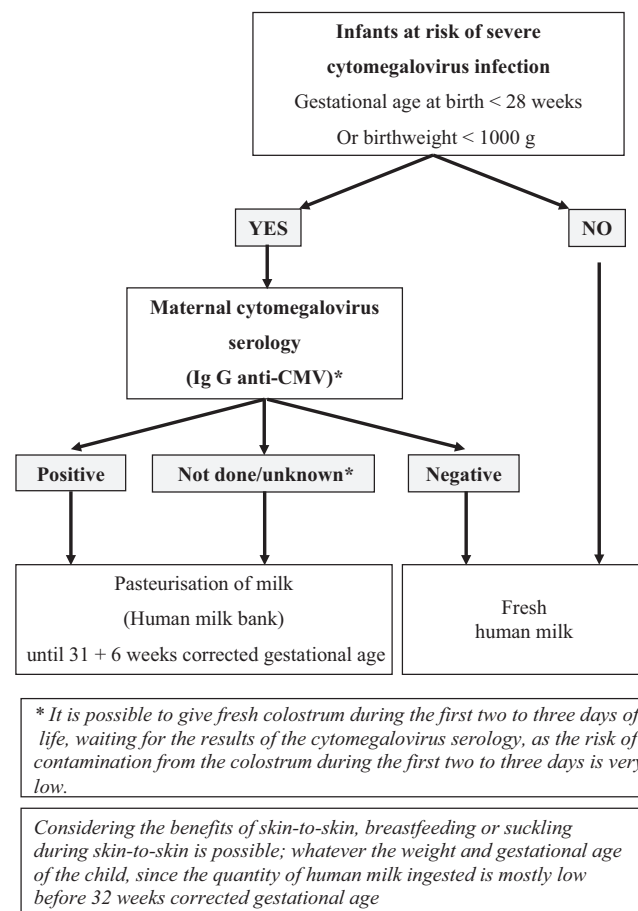 Infants at risk of severe
cytomegalovirus infection
Gestational age at birth < 28 weeks
Or birthweight < 1000 g
YES
NO
Maternal cytomegalovirus
serology
(Ig G anti-CMV)*
Positive
Not done/unknown*
Negative
Pasteurisation of milk
(Human milk bank)
until 31 + 6 weeks corrected gestational age
Fresh
human milk
* It is possible to give fresh colostrum during the first two to three days of
life, waiting for the results of the cytomegalovirus serology, as the risk of
contamination from the colostrum during the first two to three days is very
low.
Considering the benefits of skin-to-skin, breastfeeding or suckling
during skin-to-skin is possible; whatever the weight and gestational age
of the child, since the quantity of human milk ingested is mostly low
before 32 weeks corrected gestational age